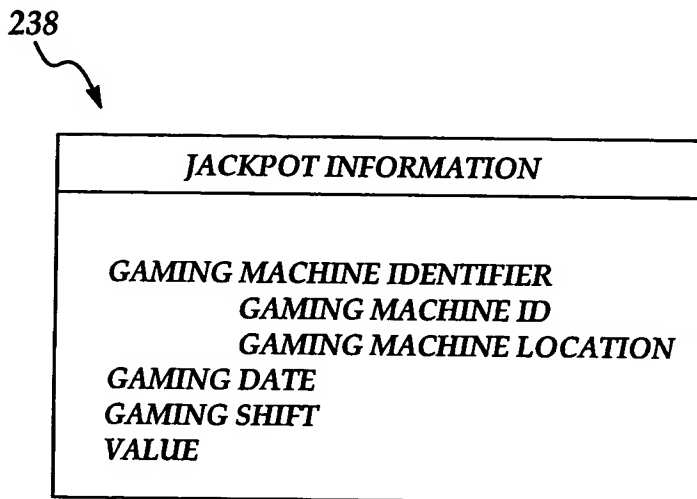 238
JACKPOT INFORMATION
GAMING MACHINE IDENTIFIER
GAMING MACHINE ID
GAMING MACHINE LOCATION
GAMING DATE
GAMING SHIFT
VALUE